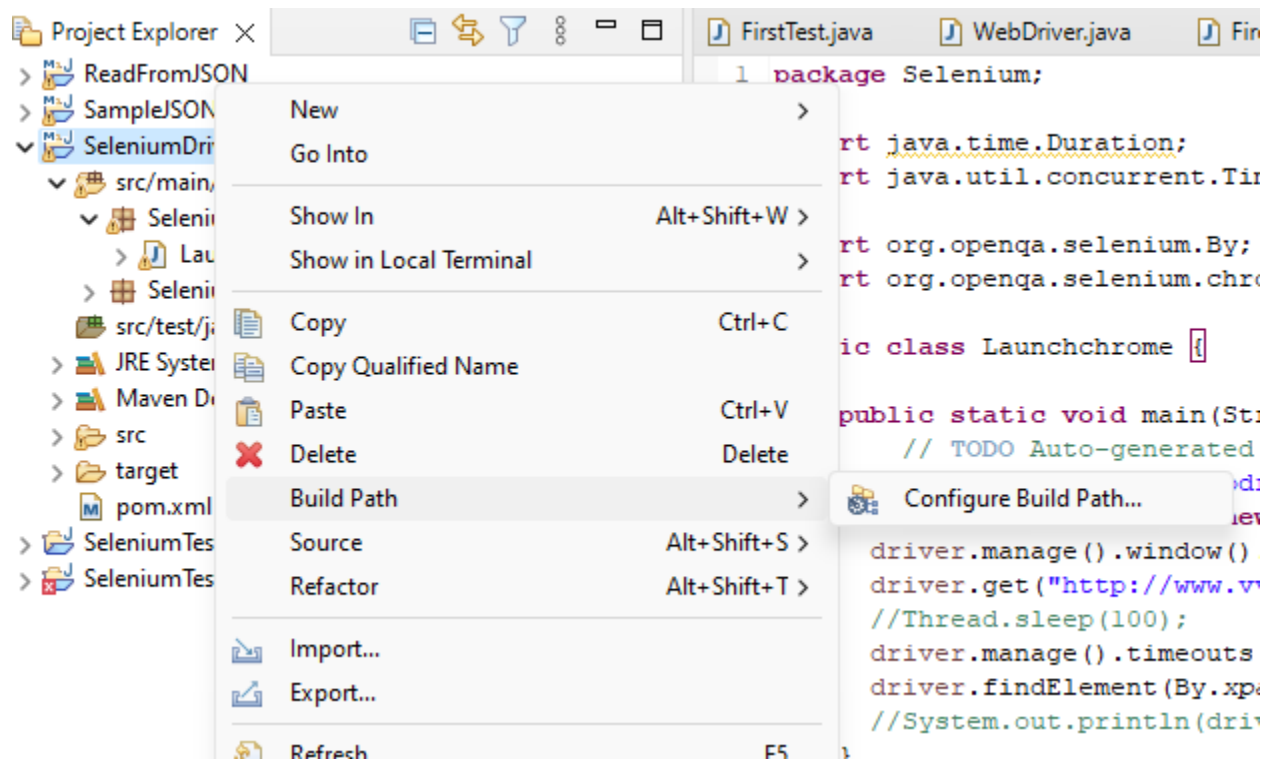 Project Explorer
FirstTest.java
WebDriver.java
ReadFromJSON
SampleJSON
SeleniumDri
src/main/
Seleni
Lau
Seleni
src/test/ja
JRE System
Maven De
src
target
pom.xml
SeleniumTes
SeleniumTes
New
Go Into
Show In Alt+Shift+W
Show in Local Terminal
Copy Ctrl+C
Copy Qualified Name
Paste Ctrl+V
Delete Delete
Build Path
Source Alt+Shift+S
Refactor Alt+Shift+T
Import...
Export...
Refresh F5
Configure Build Path...
1 package Selenium;
rt java.time.Duration;
rt java.util.concurrent.Tim
rt org.openqa.selenium.By;
rt org.openqa.selenium.chro
ic class Launchchrome {
public static void main(Str
// TODO Auto-generated
driver.manage().window()
driver.get("http://www.v
//Thread.sleep(100);
driver.manage().timeouts
driver.findElement(By.xpa
//System.out.println(driv
}